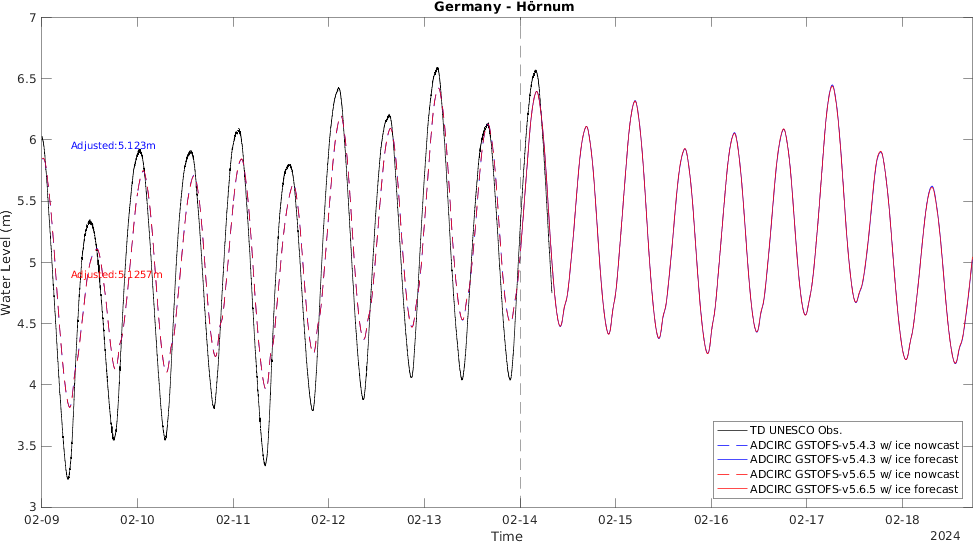 Germany - Hörnum
7
6.5
6
5.5
5
4.5
4
3.5
3
Water Level (m)
Adjusted:5.123m
Adjusted:5.1257m
TD UNESCO Obs.
ADCIRC GSTOFS-v5.4.3 w/ ice nowcast
ADCIRC GSTOFS-v5.4.3 w/ ice forecast
ADCIRC GSTOFS-v5.6.5 w/ ice nowcast
ADCIRC GSTOFS-v5.6.5 w/ ice forecast
02-09 02-10 02-11 02-12 02-13 02-14 02-15 02-16 02-17 02-18
Time
2024